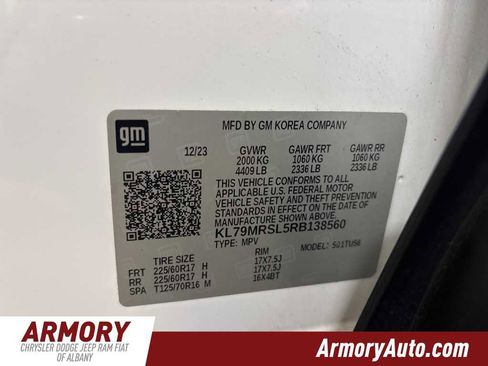 gm
MFD BY GM KOREA COMPANY
12/23 GVWR GAWR FRT GAWR RR
2000 KG 1060 KG 1060 KG
4409 LB 2336 LB 2336 LB
THIS VEHICLE CONFORMS TO ALL
APPLICABLE U.S. FEDERAL MOTOR
VEHICLE SAFETY AND THEFT PREVENTION
STANDARDS IN EFFECT ON THE DATE OF
MANUFACTURE SHOWN ABOVE.
KL79MRSL5RB138560
TYPE: MPV MODEL: 501TUS6
TIRE SIZE RIM
FRT 225/60R17 H 17X7.5J
RR 225/60R17 H 17X7.5J
SPA T125/70R16 M 16X4BT
ARMORY
CHRYSLER DODGE JEEP RAM FIAT
OF ALBANY
ArmoryAuto.com